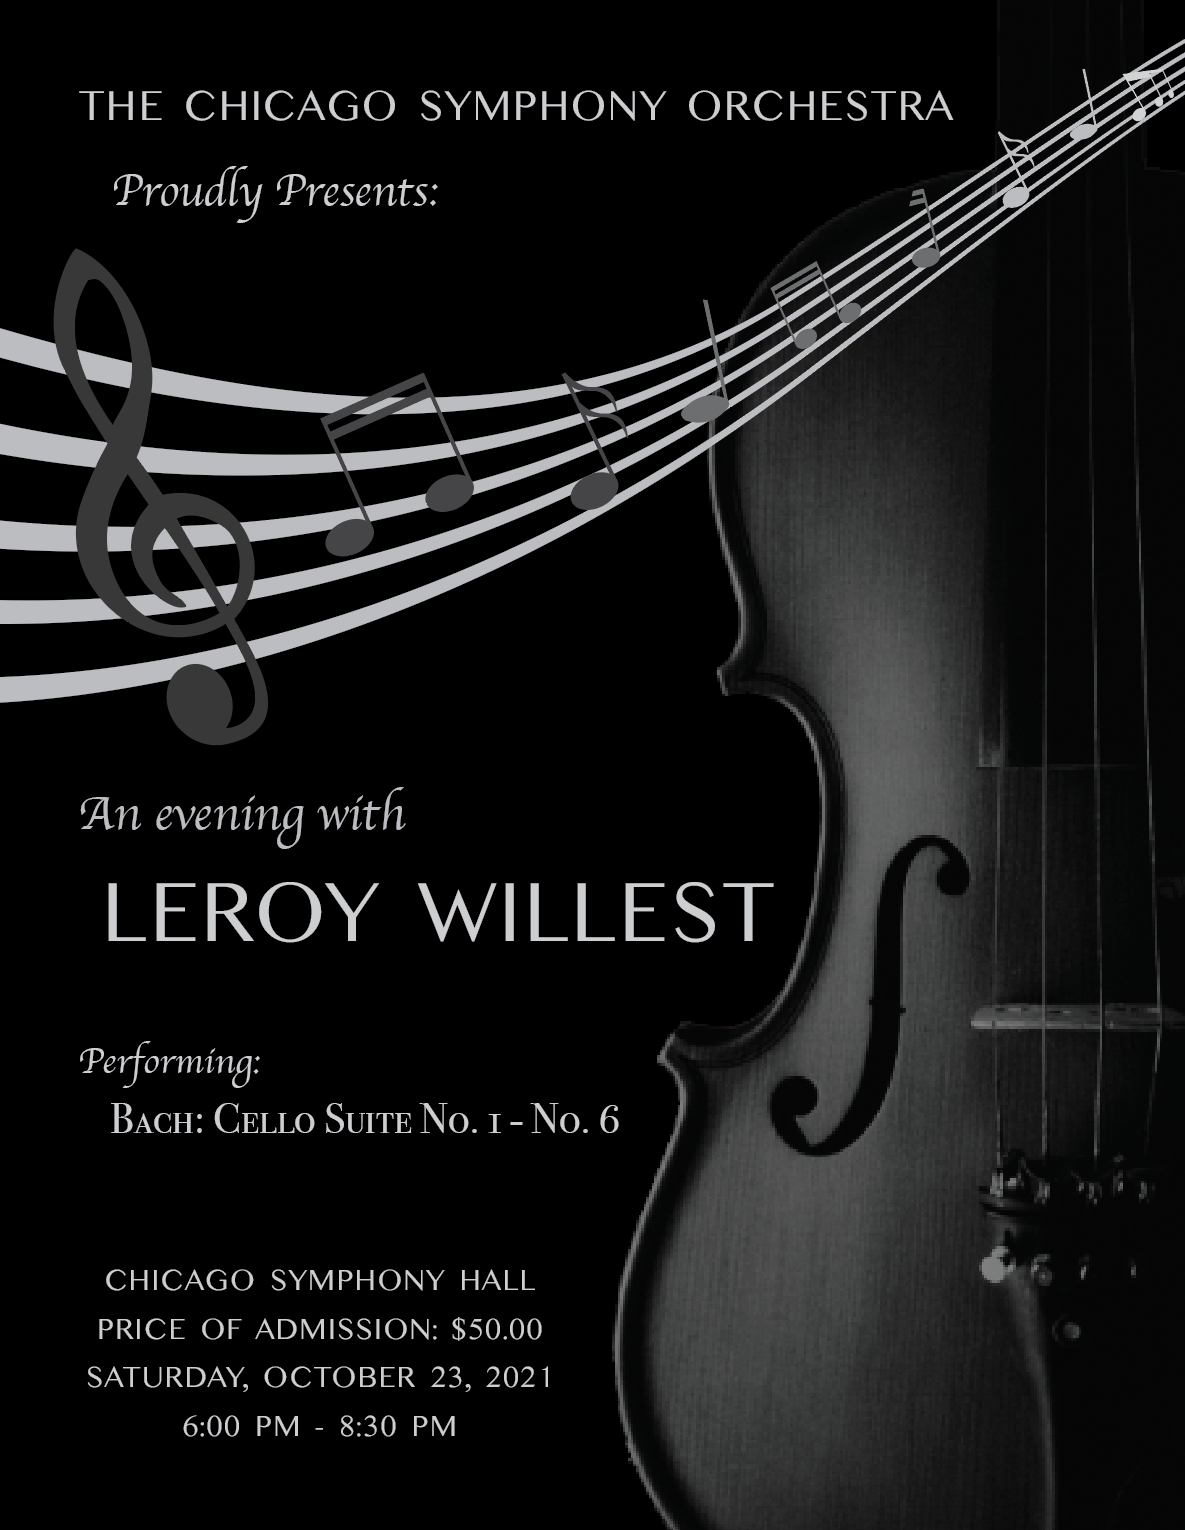 THE CHICAGO SYMPHONY ORCHESTRA
Proudly Presents:
An evening with
LEROY WILLEST
Performing:
Bach: Cello Suite No. 1 - No. 6
CHICAGO SYMPHONY HALL
PRICE OF ADMISSION: $50.00
SATURDAY, OCTOBER 23, 2021
6:00 PM - 8:30 PM